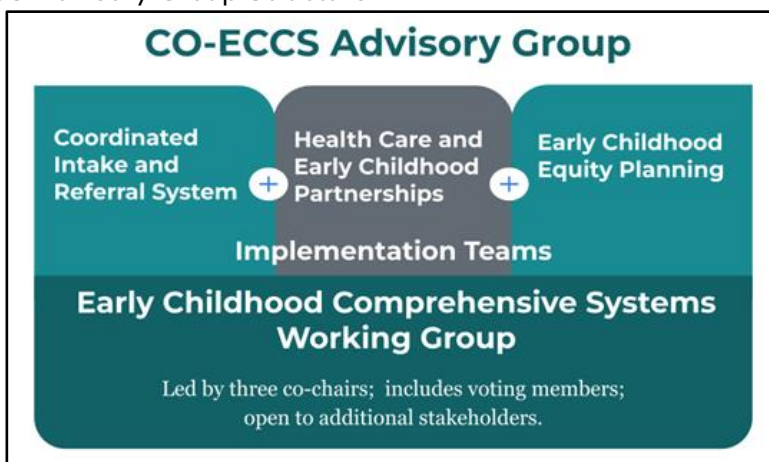 CO-ECCS Advisory Group
Coordinated
Intake and
Referral System
+
Health Care and
Early Childhood
Partnerships
+
Early Childhood
Equity Planning
Implementation Teams
Early Childhood Comprehensive Systems
Working Group
Led by three co-chairs; includes voting members;
open to additional stakeholders.